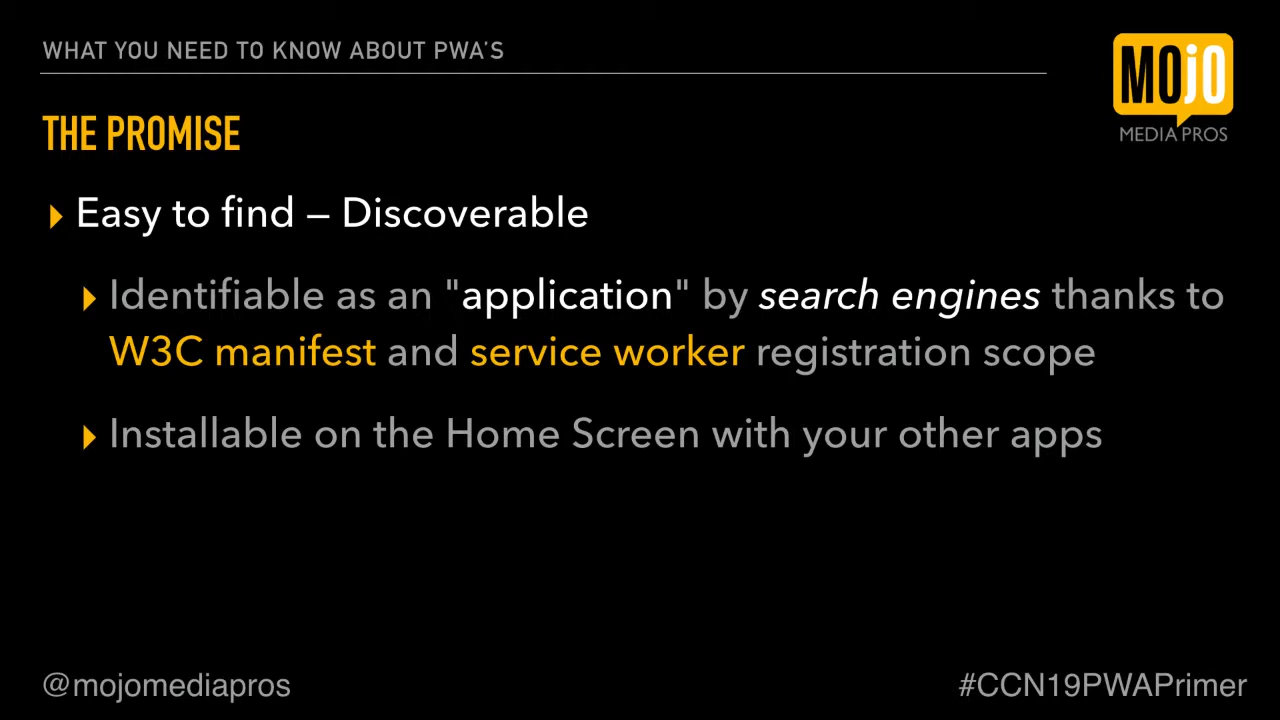 WHAT YOU NEED TO KNOW ABOUT PWA'S
MOjO
MEDIA PROS
THE PROMISE
Easy to find – Discoverable
Identifiable as an "application" by search engines thanks to
W3C manifest and service worker registration scope
Installable on the Home Screen with your other apps
@mojomediapros
#CCN19PWAPrimer